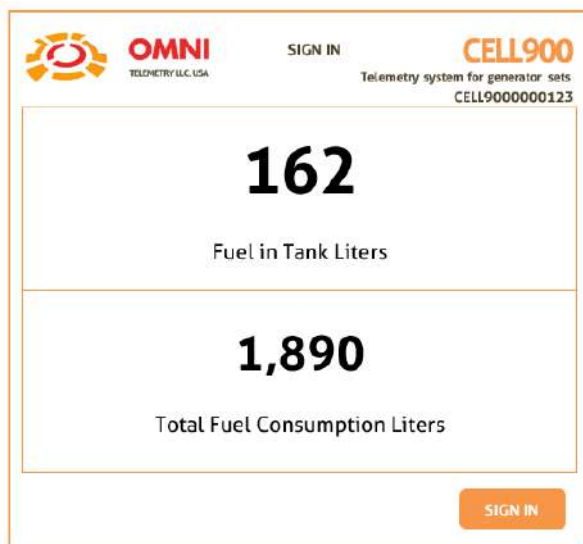 OMNI
TELEMETRY LLC. USA
SIGN IN
CELL900
Telemetry system for generator sets
CELL9000000123
162
Fuel in Tank Liters
1,890
Total Fuel Consumption Liters
SIGN IN